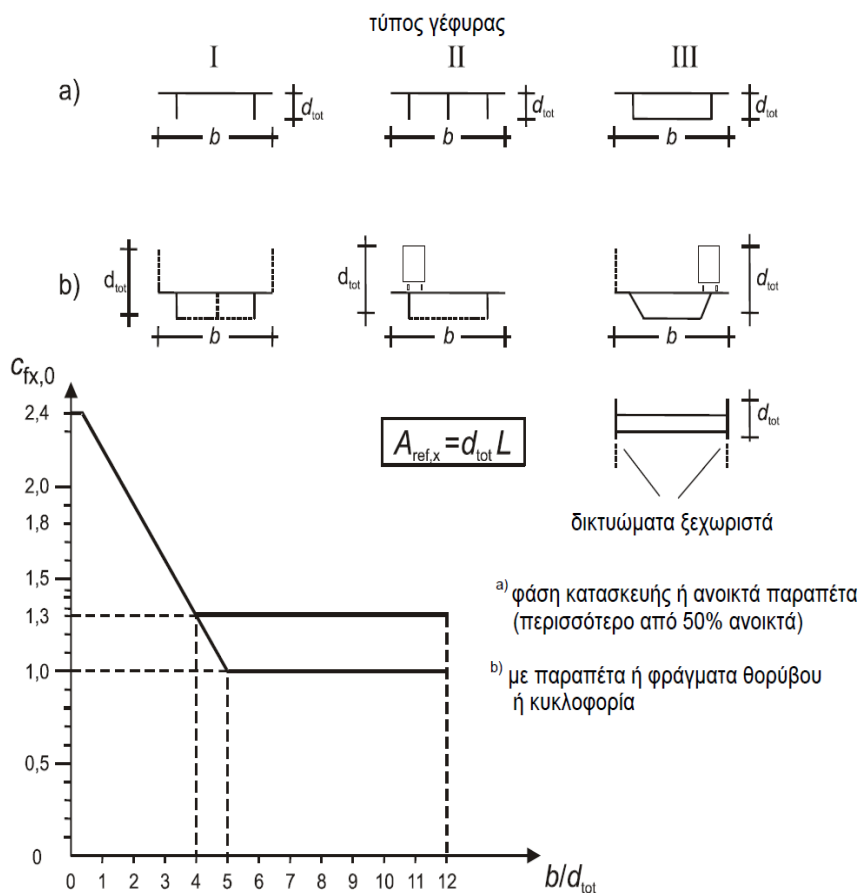 τύπος γέφυρας
I II III
a) d_tot d_tot d_tot
b b b
b) d_tot d_tot d_tot
b b b
c_fx,0
2,4
2,0
1,8
1,5
1,3
1,0
0,5
0
0 1 2 3 4 5 6 7 8 9 10 11 12 b/d_tot
A_ref,x = d_tot L
d_tot
δικτυώματα ξεχωριστά
a) φάση κατασκευής ή ανοικτά παραπέτα
(περισσότερο από 50% ανοικτά)
b) με παραπέτα ή φράγματα θορύβου
ή κυκλοφορία